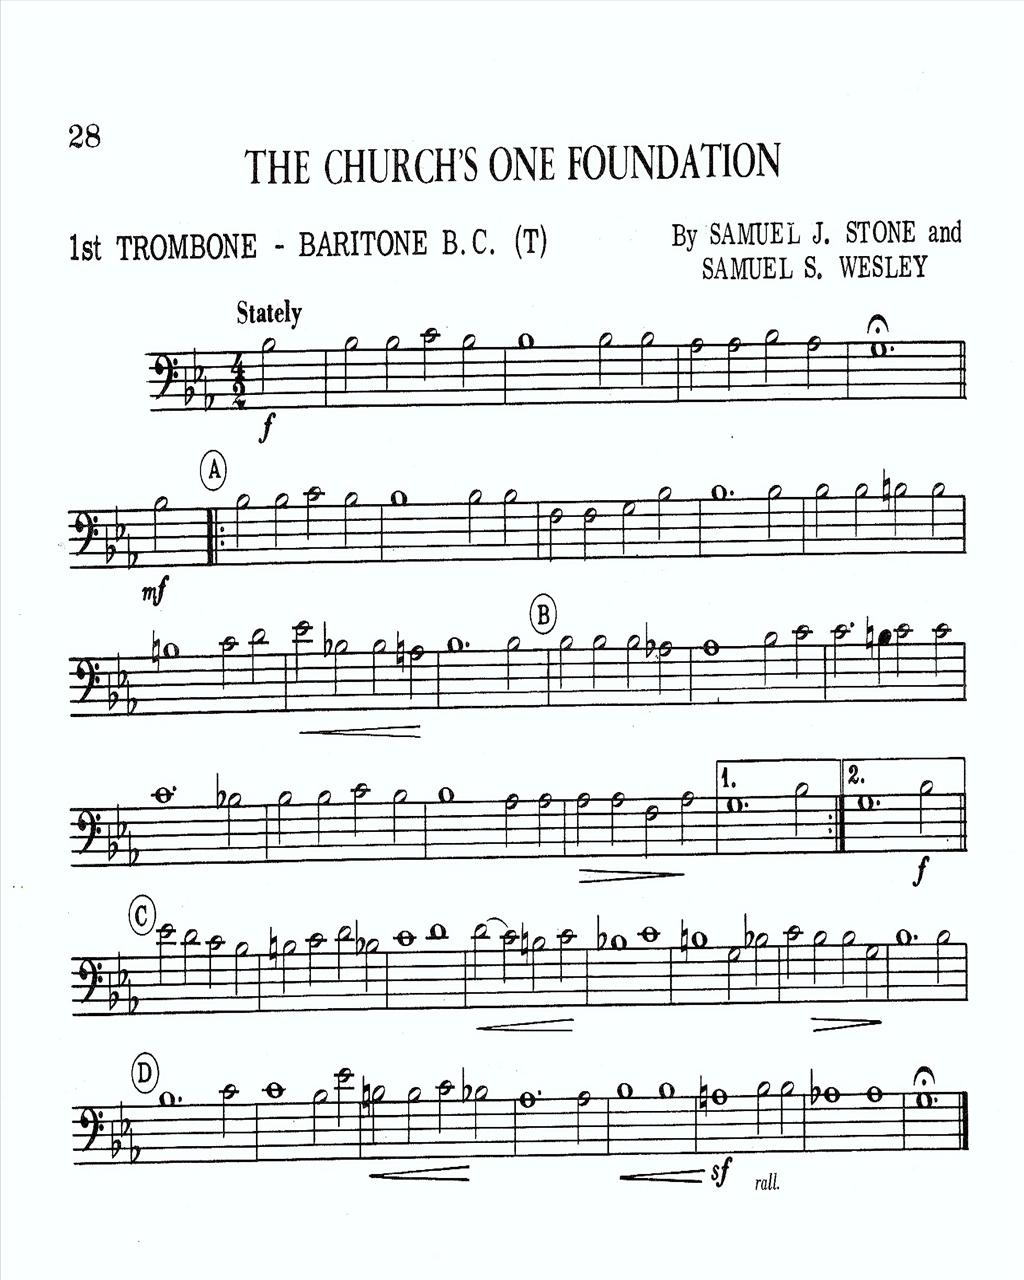 28
THE CHURCH'S ONE FOUNDATION
1st TROMBONE - BARITONE B.C. (T)
By SAMUEL J. STONE and
SAMUEL S. WESLEY
Stately
4
2
f
A
mf
B
1.
2.
f
C
D
sf
rall.